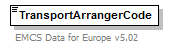 TransportArrangerCode
EMCS Data for Europe v5.02